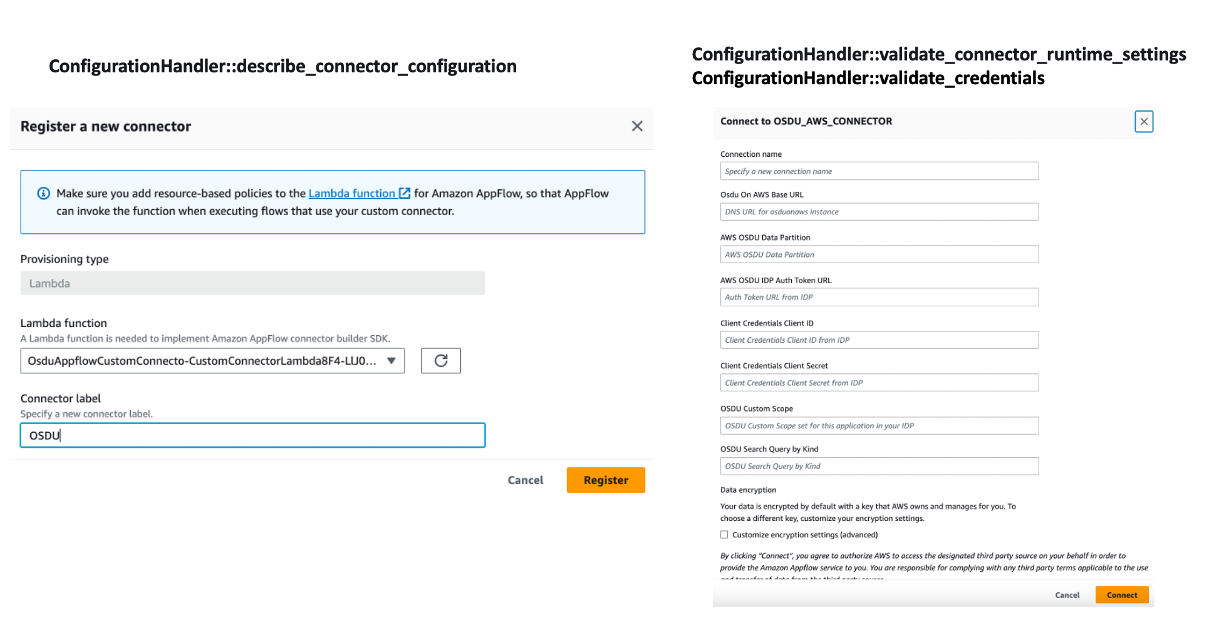 ConfigurationHandler::describe_connector_configuration
Register a new connector
Make sure you add resource-based policies to the Lambda function for Amazon AppFlow, so that AppFlow
can invoke the function when executing flows that use your custom connector.
Provisioning type
Lambda
Lambda function
A Lambda function is needed to implement Amazon AppFlow connector builder SDK.
OsduAppflowCustomConnecto-CustomConnectorLambda8F4-LIJ0...
Connector label
Specify a new connector label.
OSDU
Cancel
Register
ConfigurationHandler::validate_connector_runtime_settings
ConfigurationHandler::validate_credentials
Connect to OSDU_AWS_CONNECTOR
Connection name
Specify a new connection name
Osdu On AWS Base URL
DNS URL for osduonaws instance
AWS OSDU Data Partition
AWS OSDU Data Partition
AWS OSDU IDP Auth Token URL
Auth Token URL from IDP
Client Credentials Client ID
Client Credentials Client ID from IDP
Client Credentials Client Secret
Client Credentials Client Secret from IDP
OSDU Custom Scope
OSDU Custom Scope set for this application in your IDP
OSDU Search Query by Kind
OSDU Search Query by Kind
Data encryption
Your data is encrypted by default with a key that AWS owns and manages for you. To
choose a different key, customize your encryption settings.
Customize encryption settings (advanced)
By clicking "Connect", you agree to authorize AWS to access the designated third party source on your behalf in order to
provide the Amazon Appflow service to you. You are responsible for complying with any third party terms applicable to the use
and transfer of data from the third party source.
Cancel
Connect